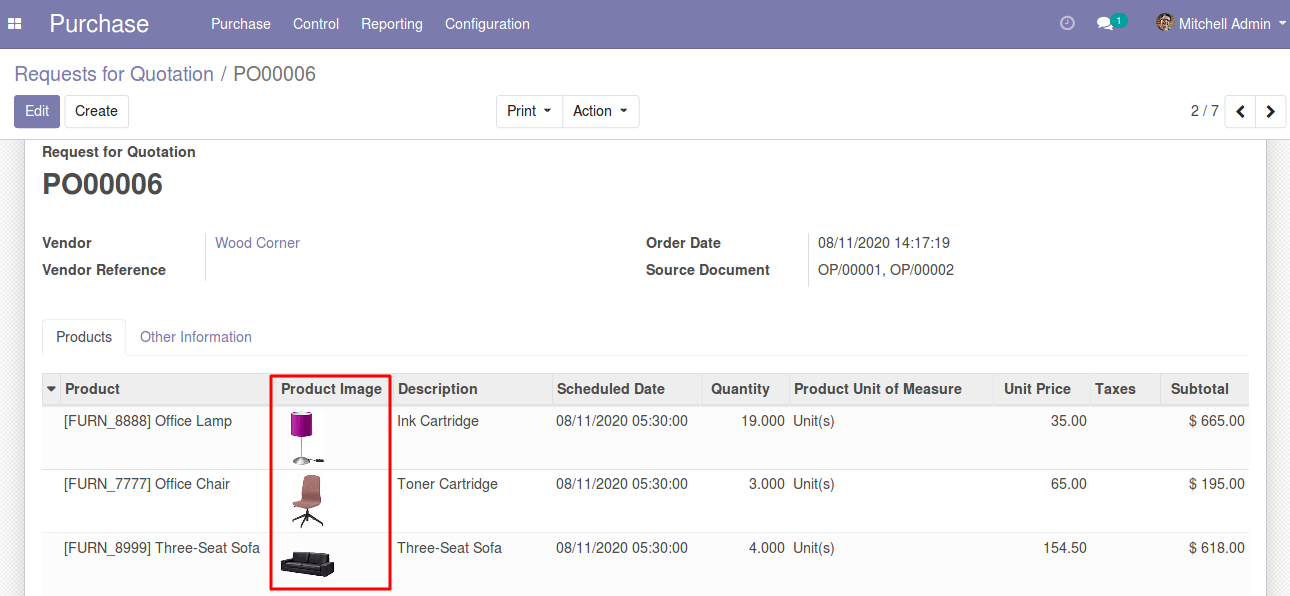 Purchase Purchase Control Reporting Configuration 1 Mitchell Admin
Requests for Quotation / PO00006
Edit Create Print Action 2 / 7
Request for Quotation
PO00006
Vendor Wood Corner Order Date 08/11/2020 14:17:19
Vendor Reference Source Document OP/00001, OP/00002
Products Other Information
Product Product Image Description Scheduled Date Quantity Product Unit of Measure Unit Price Taxes Subtotal
[FURN_8888] Office Lamp Ink Cartridge 08/11/2020 05:30:00 19.000 Unit(s) 35.00 $ 665.00
[FURN_7777] Office Chair Toner Cartridge 08/11/2020 05:30:00 3.000 Unit(s) 65.00 $ 195.00
[FURN_8999] Three-Seat Sofa Three-Seat Sofa 08/11/2020 05:30:00 4.000 Unit(s) 154.50 $ 618.00